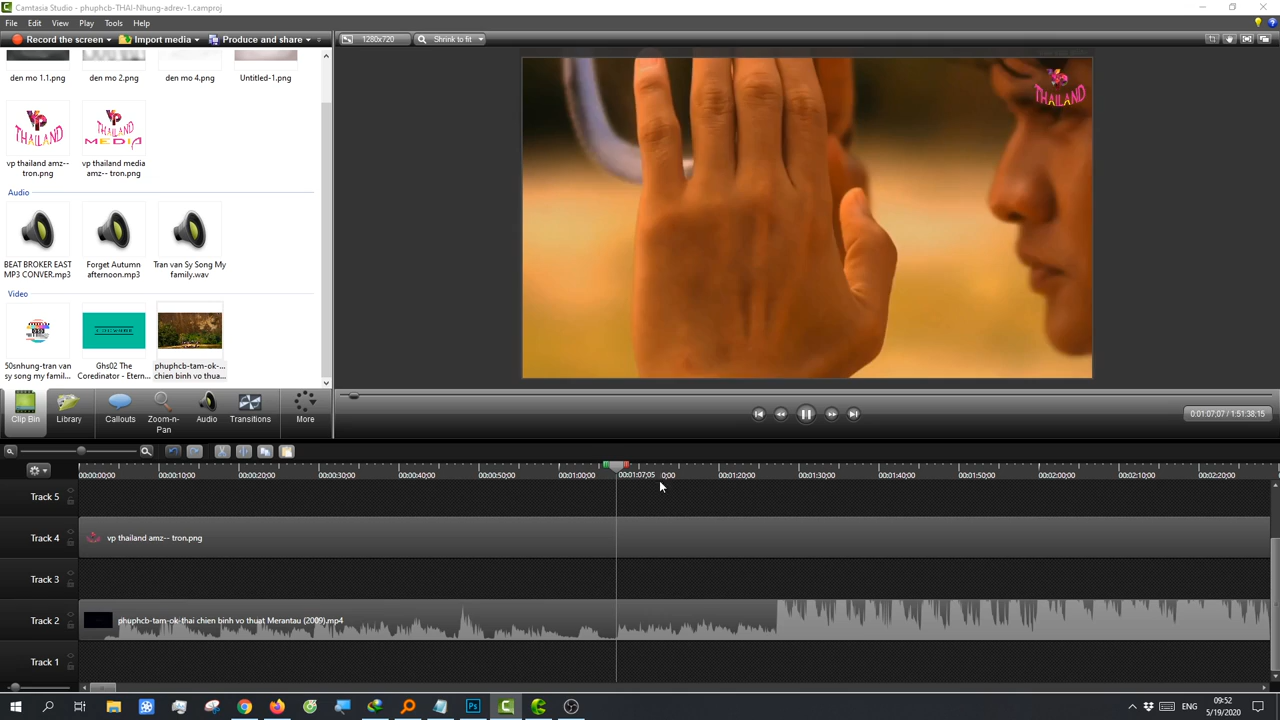 Camtasia Studio - phuphcb-THAI-Nhung-adrev-1.camproj
File Edit View Play Tools Help
Record the screen Import media Produce and share
1280x720 Shrink to fit
den mo 1.1.png den mo 2.png den mo 4.png Untitled-1.png
VP THAILAND
VP THAILAND
VP THAILAND MEDIA
vp thailand amz-- tron.png
vp thailand media amz-- tron.png
Audio
BEAT BROKER EAST MP3 CONVER.mp3
Forget Autumn afternoon.mp3
Tran van Sy Song My family.wav
Video
50snhung-tran van sy song my famil...
Ghs02 The Coredinator - Etern...
phuphcb-tam-ok-... chien binh vo thua...
Clip Bin Library Callouts Zoom-n-Pan Audio Transitions More
0:01:07;07 / 1:51:38;15
00:00:00;00 00:00:10;00 00:00:20;00 00:00:30;00 00:00:40;00 00:00:50;00 00:01:00;00 00:01:07;05 0;00 00:01:20;00 00:01:30;00 00:01:40;00 00:01:50;00 00:02:00;00 00:02:10;00 00:02:20;00
Track 5
Track 4 vp thailand amz-- tron.png
Track 3
Track 2 phuphcb-tam-ok-thai chien binh vo thuat Merantau (2009).mp4
Track 1
Ps
ENG
09:52
5/19/2020